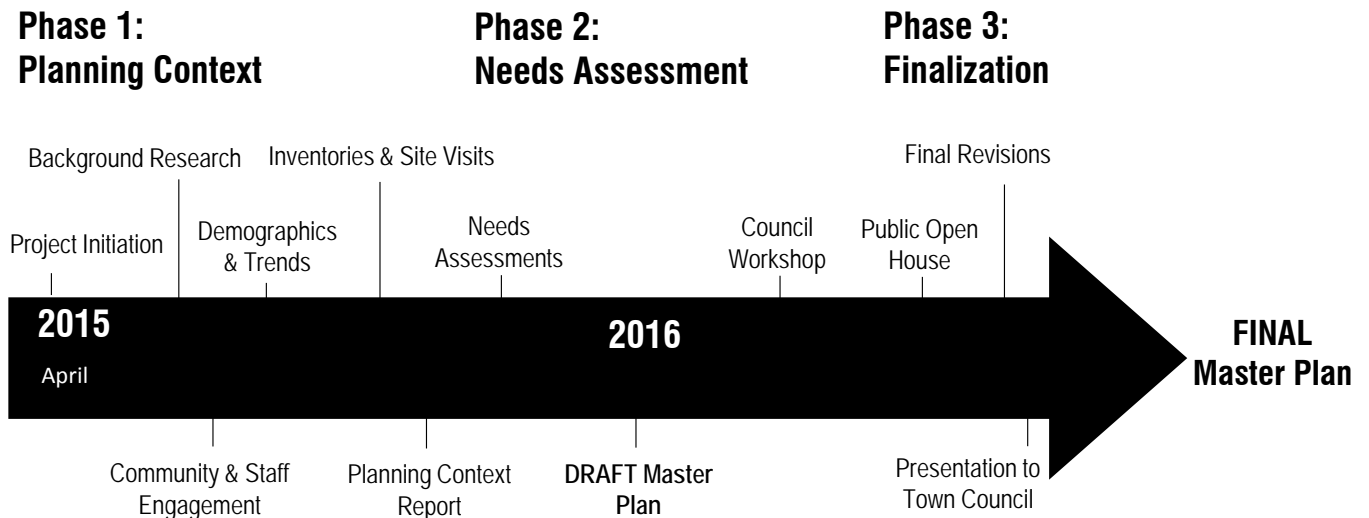 Phase 1:
Planning Context
Phase 2:
Needs Assessment
Phase 3:
Finalization
Background Research
Inventories & Site Visits
Final Revisions
Project Initiation
Demographics
& Trends
Needs
Assessments
Council
Workshop
Public Open
House
2015
April
2016
FINAL
Master Plan
Community & Staff
Engagement
Planning Context
Report
DRAFT Master
Plan
Presentation to
Town Council